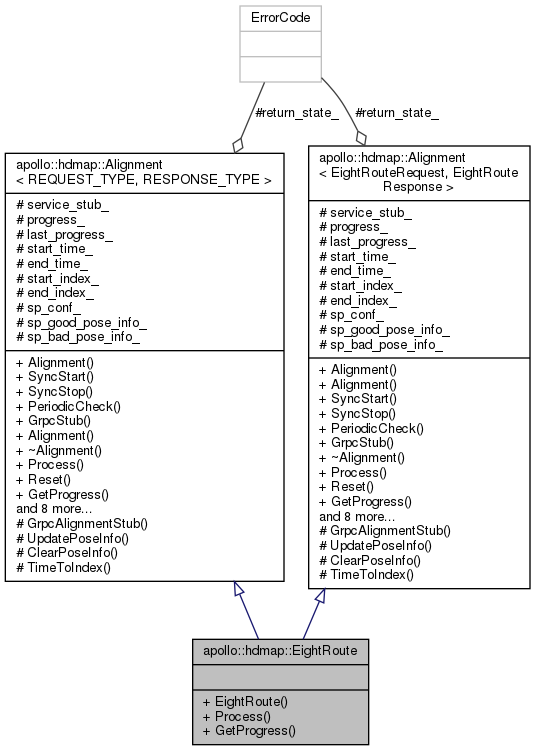 ErrorCode
#return_state_
#return_state_
apollo::hdmap::Alignment
< REQUEST_TYPE, RESPONSE_TYPE >
# service_stub_
# progress_
# last_progress_
# start_time_
# end_time_
# start_index_
# end_index_
# sp_conf_
# sp_good_pose_info_
# sp_bad_pose_info_
+ Alignment()
+ SyncStart()
+ SyncStop()
+ PeriodicCheck()
+ GrpcStub()
+ Alignment()
+ ~Alignment()
+ Process()
+ Reset()
+ GetProgress()
and 8 more...
# GrpcAlignmentStub()
# UpdatePoseInfo()
# ClearPoseInfo()
# TimeToIndex()
apollo::hdmap::Alignment
< EightRouteRequest, EightRoute
Response >
# service_stub_
# progress_
# last_progress_
# start_time_
# end_time_
# start_index_
# end_index_
# sp_conf_
# sp_good_pose_info_
# sp_bad_pose_info_
+ Alignment()
+ Alignment()
+ SyncStart()
+ SyncStop()
+ PeriodicCheck()
+ GrpcStub()
+ ~Alignment()
+ Process()
+ Reset()
+ GetProgress()
and 8 more...
# GrpcAlignmentStub()
# UpdatePoseInfo()
# ClearPoseInfo()
# TimeToIndex()
apollo::hdmap::EightRoute
+ EightRoute()
+ Process()
+ GetProgress()